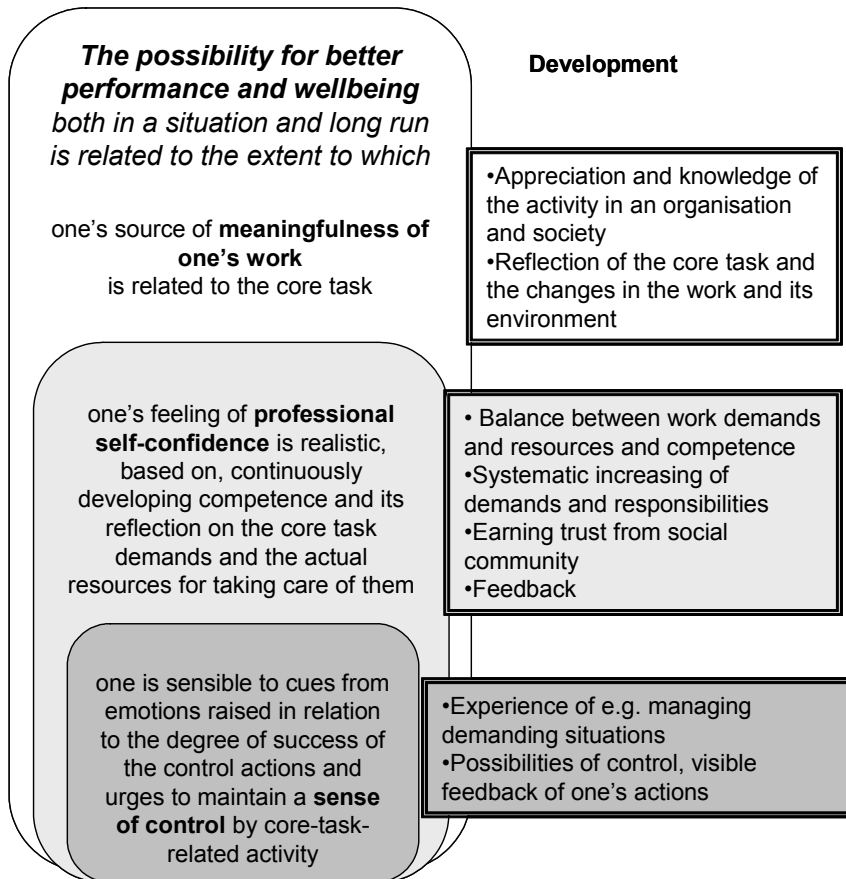 The possibility for better
performance and wellbeing
both in a situation and long run
is related to the extent to which
one’s source of meaningfulness of
one’s work
is related to the core task
one’s feeling of professional
self-confidence is realistic,
based on, continuously
developing competence and its
reflection on the core task
demands and the actual
resources for taking care of them
one is sensible to cues from
emotions raised in relation
to the degree of success of
the control actions and
urges to maintain a sense
of control by core-task-
related activity
Development
•Appreciation and knowledge of
the activity in an organisation
and society
•Reflection of the core task and
the changes in the work and its
environment
• Balance between work demands
and resources and competence
•Systematic increasing of
demands and responsibilities
•Earning trust from social
community
•Feedback
•Experience of e.g. managing
demanding situations
•Possibilities of control, visible
feedback of one’s actions